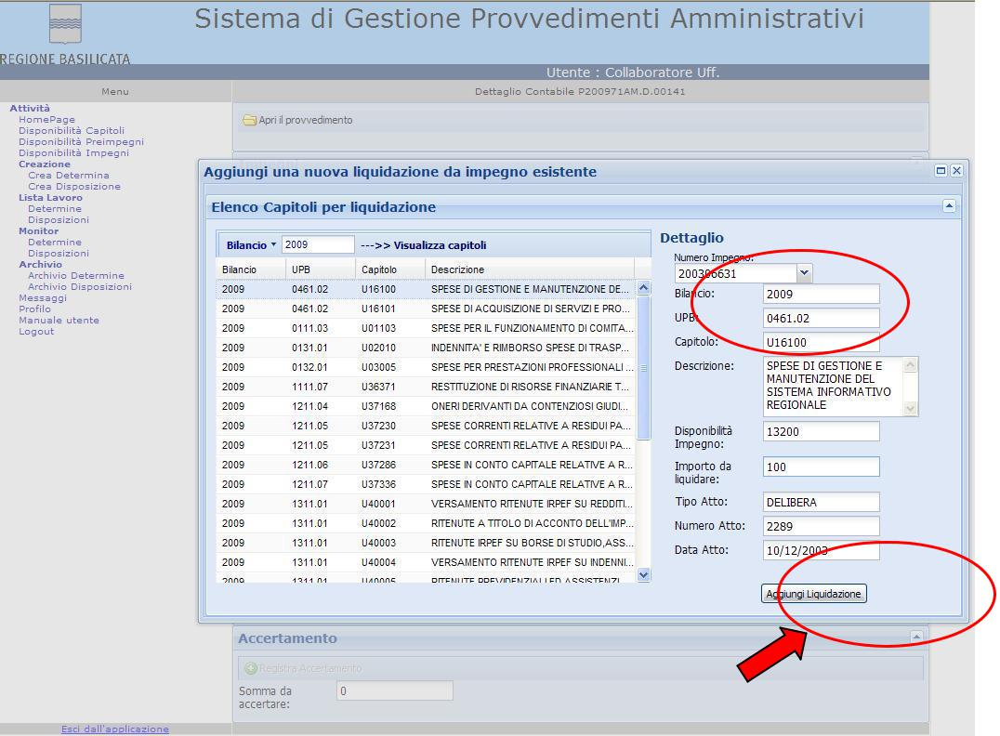 Sistema di Gestione Provvedimenti Amministrativi
REGIONE BASILICATA
Utente : Collaboratore Uff.
Menu
Dettaglio Contabile P200971AM.D.00141
Attività
HomePage
Disponibilità Capitoli
Disponibilità Preimpegni
Disponibilità Impegni
Creazione
Crea Determina
Crea Disposizione
Lista Lavoro
Determine
Disposizioni
Monitor
Determine
Disposizioni
Archivio
Archivio Determine
Archivio Disposizioni
Messaggi
Profilo
Manuale utente
Logout
Apri il provvedimento
Aggiungi una nuova liquidazione da impegno esistente
Elenco Capitoli per liquidazione
Bilancio 2009 --->> Visualizza capitoli
Bilancio UPB Capitolo Descrizione
2009 0461.02 U16100 SPESE DI GESTIONE E MANUTENZIONE DE...
2009 0461.02 U16101 SPESE DI ACQUISIZIONE DI SERVIZI E PRO...
2009 0111.03 U01103 SPESE PER IL FUNZIONAMENTO DI COMITA...
2009 0131.01 U02010 INDENNITA' E RIMBORSO SPESE DI TRASP...
2009 0132.01 U03005 SPESE PER PRESTAZIONI PROFESSIONALI ...
2009 1111.07 U36371 RESTITUZIONE DI RISORSE FINANZIARIE T...
2009 1211.04 U37168 ONERI DERIVANTI DA CONTENZIOSI GIUDI...
2009 1211.05 U37230 SPESE CORRENTI RELATIVE A RESIDUI PA...
2009 1211.05 U37231 SPESE CORRENTI RELATIVE A RESIDUI PA...
2009 1211.06 U37286 SPESE IN CONTO CAPITALE RELATIVE A R...
2009 1211.07 U37336 SPESE IN CONTO CAPITALE RELATIVE A R...
2009 1311.01 U40001 VERSAMENTO RITENUTE IRPEF SU REDDITI...
2009 1311.01 U40002 RITENUTE A TITOLO DI ACCONTO DELL'IMP...
2009 1311.01 U40003 RITENUTE IRPEF SU BORSE DI STUDIO,ASS...
2009 1311.01 U40004 VERSAMENTO RITENUTE IRPEF SU INDENNI...
2009 1311.01 U40005 RITENUTE PREVIDENZIALI ED ASSISTENZI...
Dettaglio
Numero Impegno:
200306631
Bilancio: 2009
UPB: 0461.02
Capitolo: U16100
Descrizione: SPESE DI GESTIONE E
MANUTENZIONE DEL
SISTEMA INFORMATIVO
REGIONALE
Disponibilità
Impegno: 13200
Importo da
liquidare: 100
Tipo Atto: DELIBERA
Numero Atto: 2289
Data Atto: 10/12/2003
Aggiungi Liquidazione
Accertamento
Registra Accertamento
Somma da
accertare: 0
Esci dall'applicazione